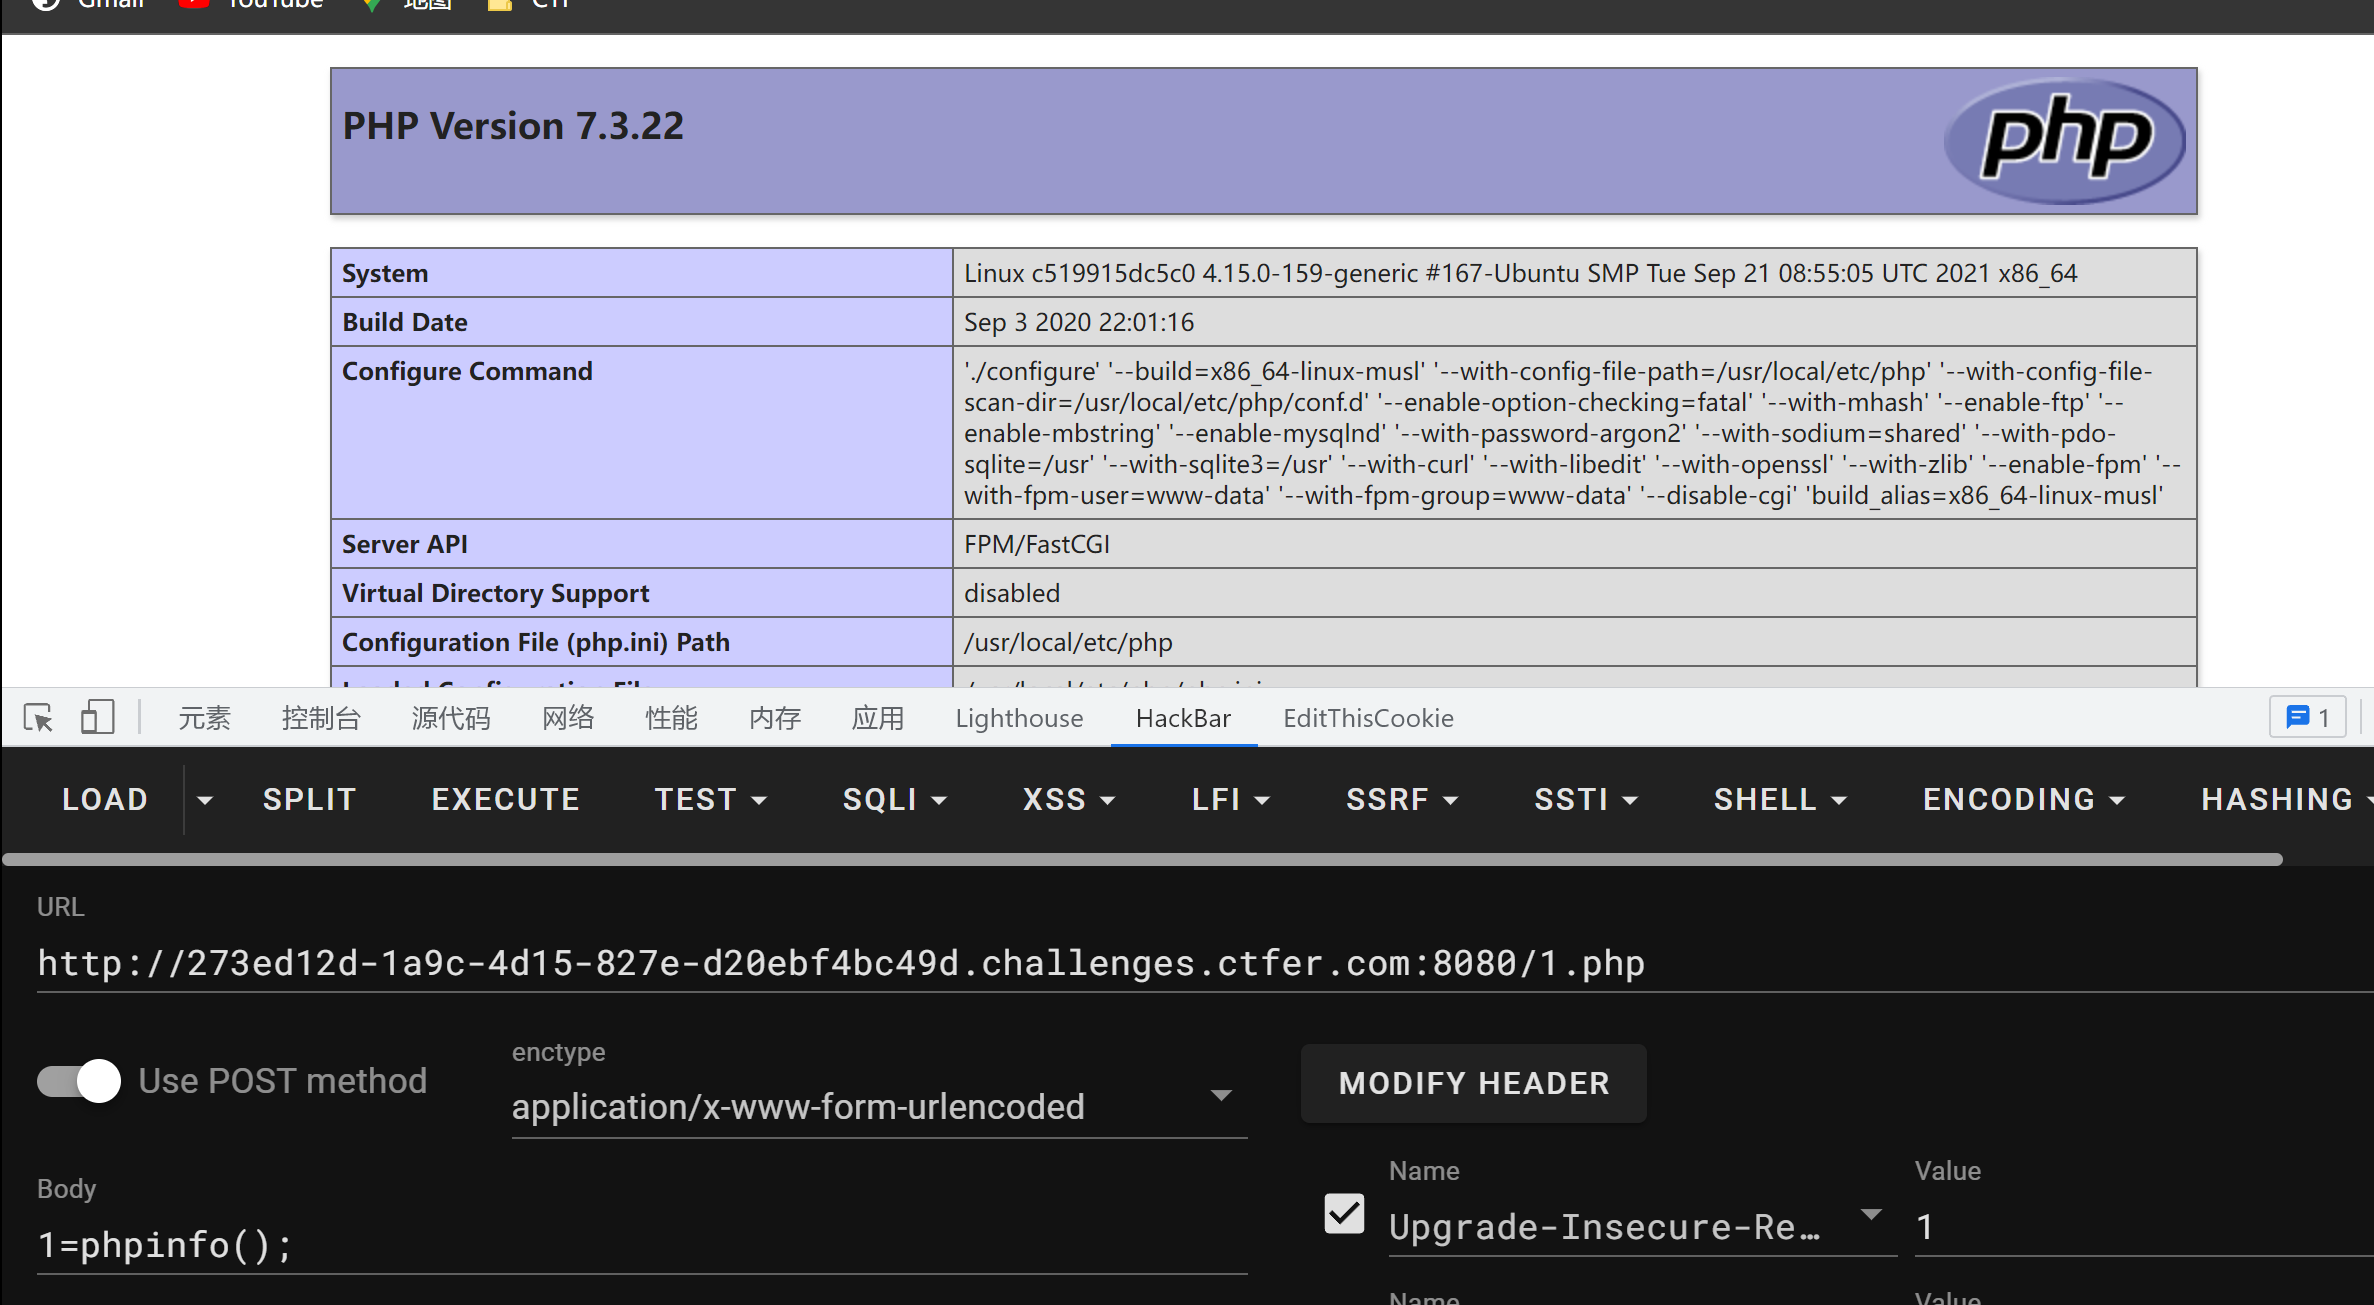 Gmail YouTube 地图 CTF
PHP Version 7.3.22
php
System Linux c519915dc5c0 4.15.0-159-generic #167-Ubuntu SMP Tue Sep 21 08:55:05 UTC 2021 x86_64
Build Date Sep 3 2020 22:01:16
Configure Command './configure' '--build=x86_64-linux-musl' '--with-config-file-path=/usr/local/etc/php' '--with-config-file-
scan-dir=/usr/local/etc/php/conf.d' '--enable-option-checking=fatal' '--with-mhash' '--enable-ftp' '--
enable-mbstring' '--enable-mysqlnd' '--with-password-argon2' '--with-sodium=shared' '--with-pdo-
sqlite=/usr' '--with-sqlite3=/usr' '--with-curl' '--with-libedit' '--with-openssl' '--with-zlib' '--enable-fpm' '--
with-fpm-user=www-data' '--with-fpm-group=www-data' '--disable-cgi' 'build_alias=x86_64-linux-musl'
Server API FPM/FastCGI
Virtual Directory Support disabled
Configuration File (php.ini) Path /usr/local/etc/php
元素 控制台 源代码 网络 性能 内存 应用 Lighthouse HackBar EditThisCookie 1
LOAD SPLIT EXECUTE TEST SQLI XSS LFI SSRF SSTI SHELL ENCODING HASHING
URL
http://273ed12d-1a9c-4d15-827e-d20ebf4bc49d.challenges.ctfer.com:8080/1.php
Use POST method
enctype
application/x-www-form-urlencoded
MODIFY HEADER
Body
1=phpinfo();
Name Value
Upgrade-Insecure-Re… 1
Name Value